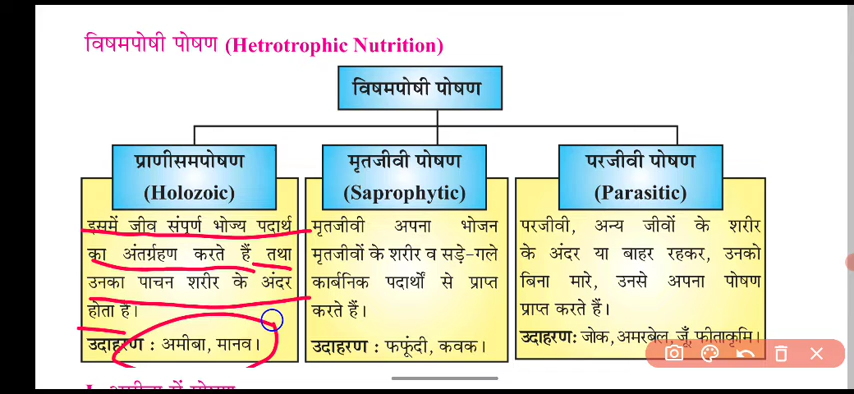 विषमपोषी पोषण (Hetrotrophic Nutrition)
विषमपोषी पोषण
प्राणीसमपोषण
(Holozoic)
इसमें जीव संपूर्ण भोज्य पदार्थ
का अंतर्ग्रहण करते हैं तथा
उनका पाचन शरीर के अंदर
होता है।
उदाहरण : अमीबा, मानव।
मृतजीवी पोषण
(Saprophytic)
मृतजीवी अपना भोजन
मृतजीवों के शरीर व सड़े-गले
कार्बनिक पदार्थों से प्राप्त
करते हैं।
उदाहरण : फफूंदी, कवक।
परजीवी पोषण
(Parasitic)
परजीवी, अन्य जीवों के शरीर
के अंदर या बाहर रहकर, उनको
बिना मारे, उनसे अपना पोषण
प्राप्त करते हैं।
उदाहरण: जोक, अमरबेल, जूँ, फीताकृमि।
I. अमीबा में पोषण